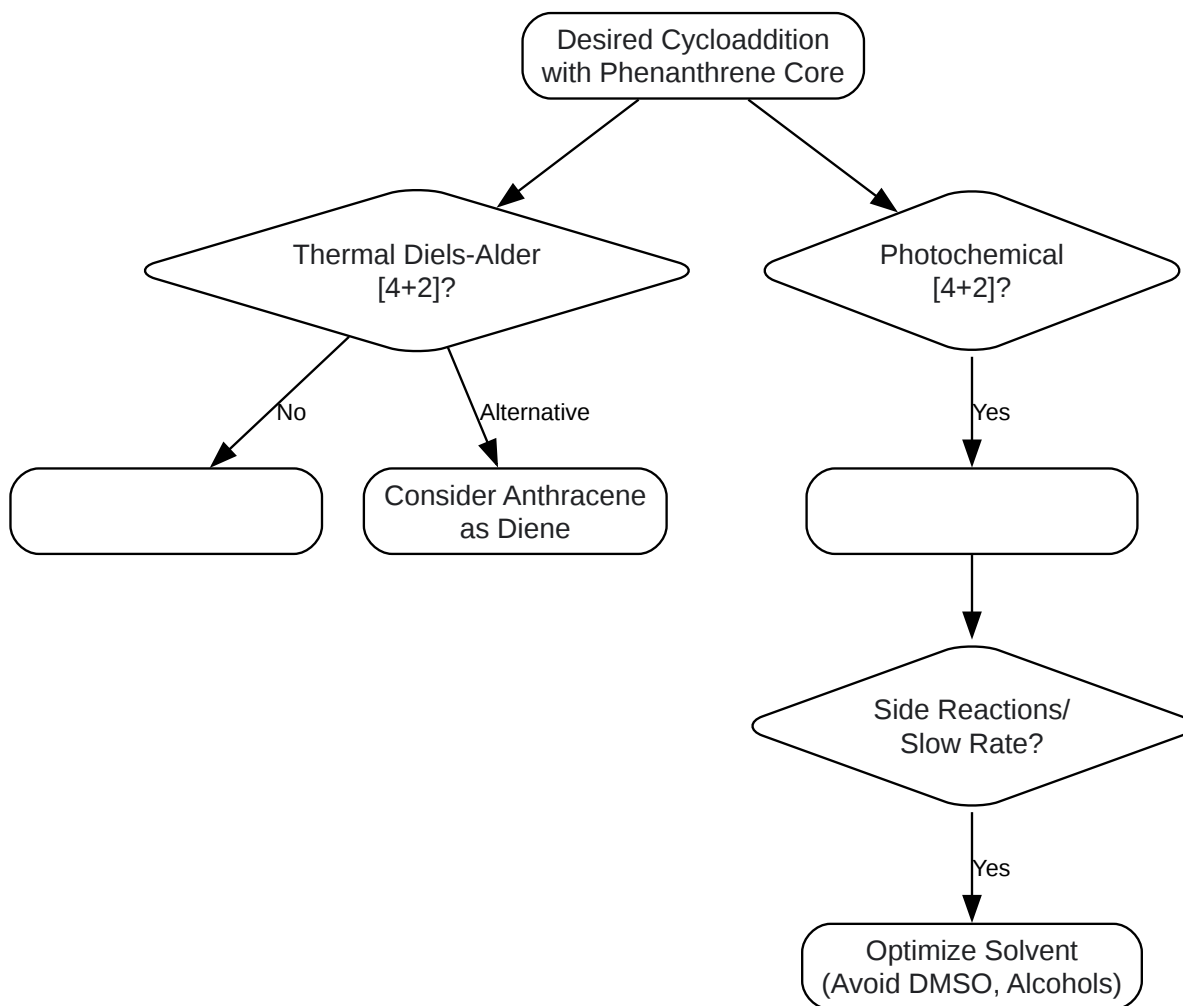 Desired Cycloaddition
with Phenanthrene Core
Thermal Diels-Alder
[4+2]?
Photochemical
[4+2]?
No
Alternative
Yes
Consider Anthracene
as Diene
Side Reactions/
Slow Rate?
Yes
Optimize Solvent
(Avoid DMSO, Alcohols)